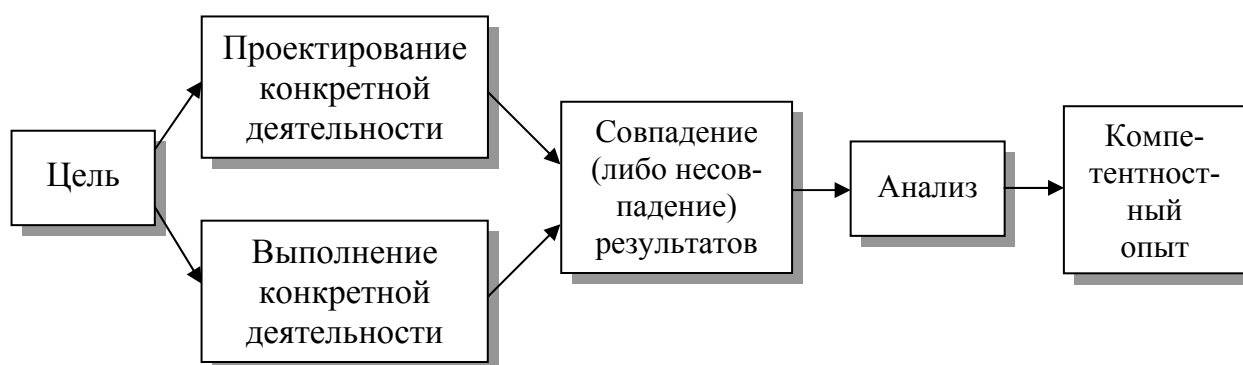 Цель
Проектирование
конкретной
деятельности
Выполнение
конкретной
деятельности
Совпадение
(либо несов-
падение)
результатов
Анализ
Компе-
тентност-
ный
опыт